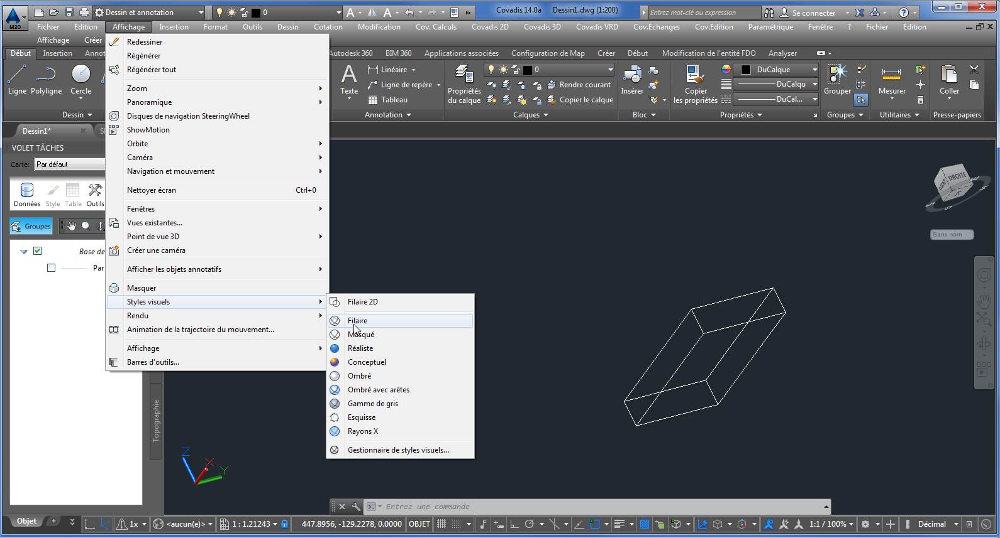 Dessin et annotation
0
A
A
Covadis 14.0a Dessin1.dwg (1:200)
Entrez mot-clé ou expression
Se connecter
?
M3D
Fichier Edition Affichage Insertion Format Outils Dessin Cotation Modification Cov. Calculs Covadis 2D Covadis 3D Covadis VRD Cov.Echanges Cov.Edition Paramétrique Fenêtre ? Fichier Edition
Affichage Créer
Début Insertion Annot
Autodesk 360 BIM 360 Applications associées Configuration de Map Créer Début Modification de l'entité FDO Analyser
Ligne Polyligne Cercle
Dessin
A
Texte
Linéaire
Ligne de repère
Tableau
Annotation
Propriétés
du calque
0
Rendre courant
Copier le calque
Calques
Insérer
Bloc
Copier
les propriétés
DuCalque
DuCalqu
DuCal...
Propriétés
Grouper
Groupes
Mesurer
Utilitaires
Coller
Presse-papiers
Dessin1*
VOLET TÂCHES
Carte: Par défaut
Données Style Table Outils
Groupes
Base de
Par
Topographie
Redessiner
Régénérer
Régénérer tout
Zoom
Panoramique
Disques de navigation SteeringWheel
ShowMotion
Orbite
Caméra
Navigation et mouvement
Nettoyer écran Ctrl+0
Fenêtres
Vues existantes...
Point de vue 3D
Créer une caméra
Afficher les objets annotatifs
Masquer
Styles visuels
Rendu
Animation de la trajectoire du mouvement...
Affichage
Barres d'outils...
Filaire 2D
Filaire
Masqué
Réaliste
Conceptuel
Ombré
Ombré avec arêtes
Gamme de gris
Esquisse
Rayons X
Gestionnaire de styles visuels...
DROITE
Sans nom
Z
X
Y
Entrez une commande
Objet
+
1x
<aucun(e)>
1 : 1.21243
447.8956, -129.2278, 0.0000
OBJET
1:1 / 100%
Décimal